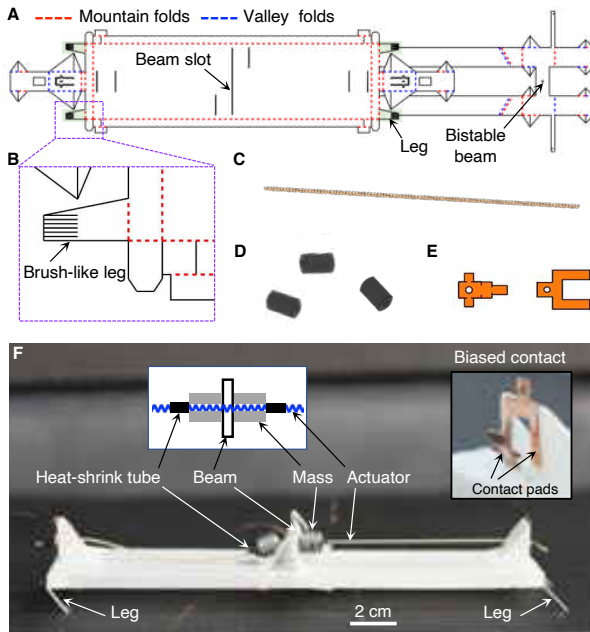 A
Mountain folds
Valley folds
Beam slot
Leg
Bistable
beam
B
Brush-like leg
C
D
E
F
Biased contact
Contact pads
Heat-shrink tube
Beam
Mass
Actuator
Leg
2 cm
Leg